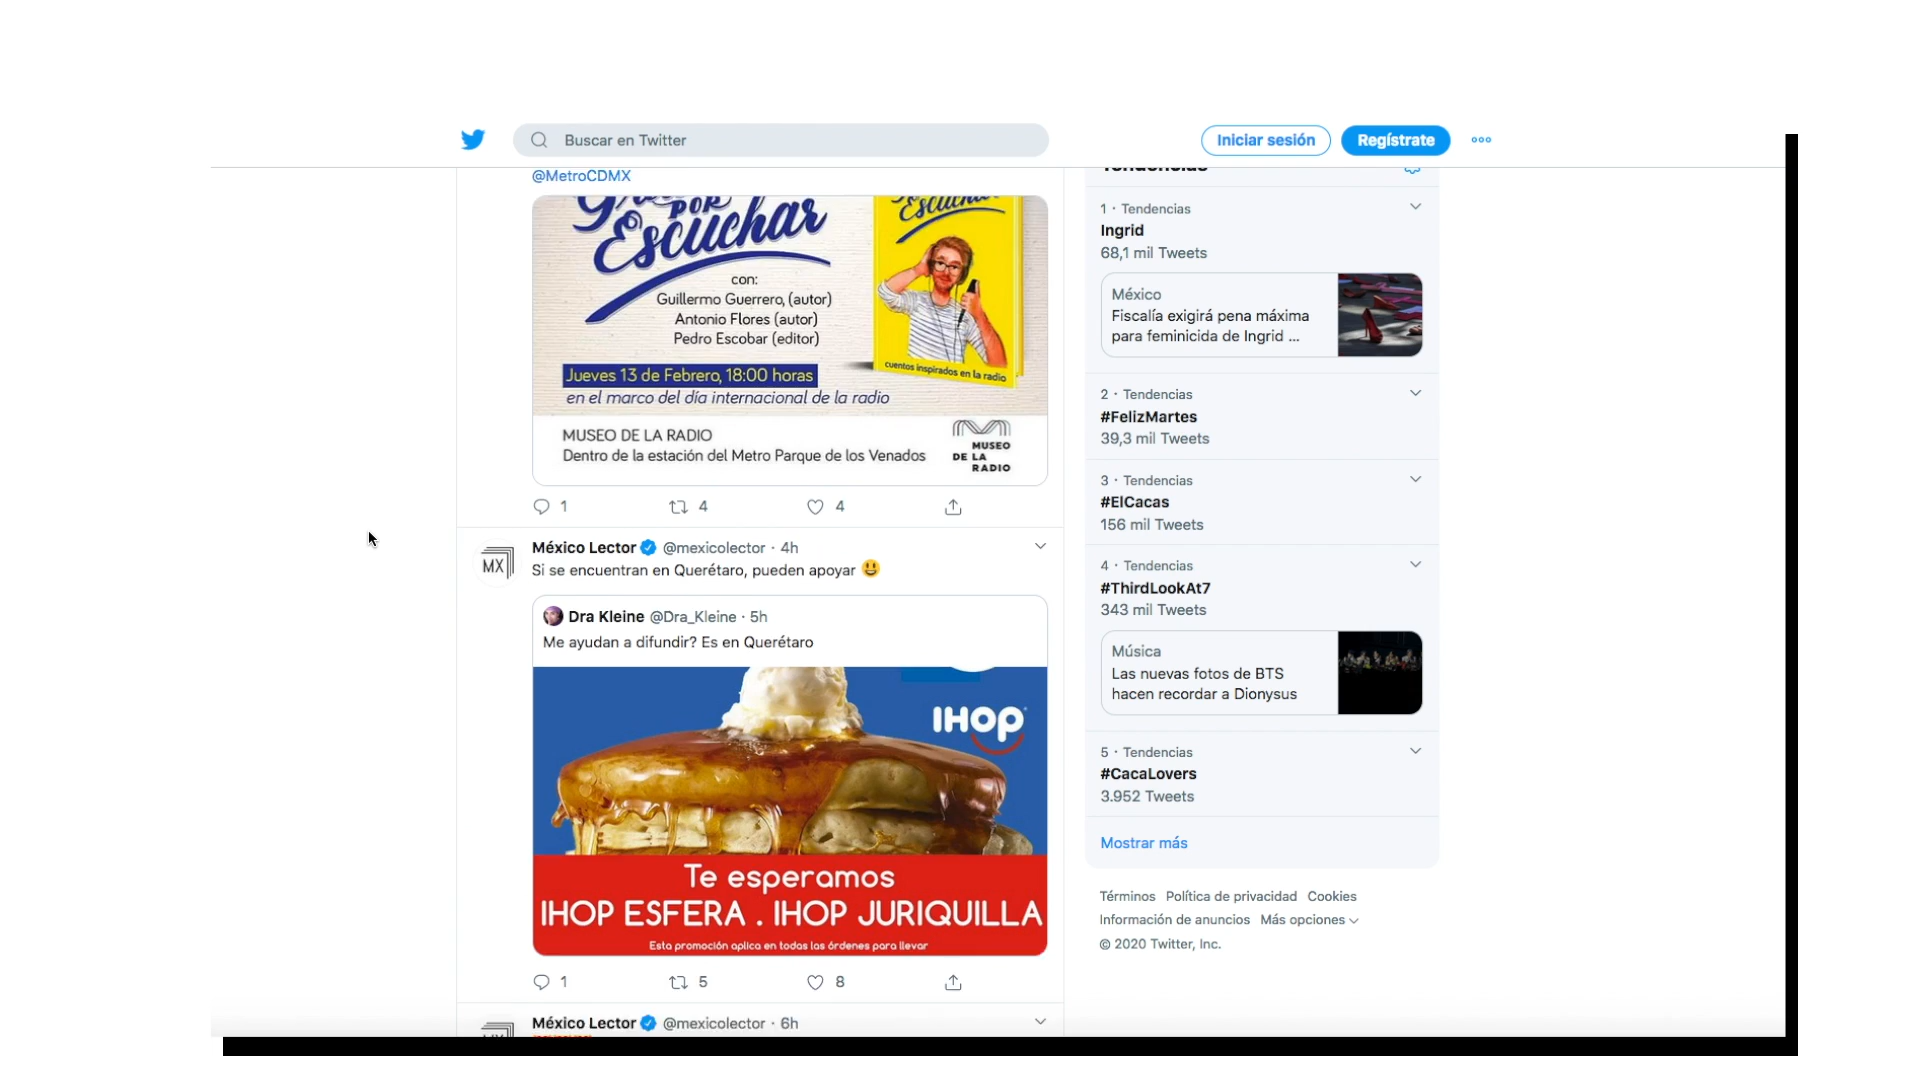 Buscar en Twitter
Iniciar sesión
Regístrate
@MetroCDMX
POR
Escuchar
con:
Guillermo Guerrero, (autor)
Antonio Flores (autor)
Pedro Escobar (editor)
Jueves 13 de Febrero, 18:00 horas
en el marco del día internacional de la radio
cuentos inspirados en la radio
MUSEO DE LA RADIO
Dentro de la estación del Metro Parque de los Venados
MUSEO
DE LA
RADIO
1 4 4
MX
México Lector @mexicolector · 4h
Si se encuentran en Querétaro, pueden apoyar 😃
Dra Kleine @Dra_Kleine · 5h
Me ayudan a difundir? Es en Querétaro
IHOP
Te esperamos
IHOP ESFERA . IHOP JURIQUILLA
Esta promoción aplica en todas las órdenes para llevar
1 5 8
México Lector @mexicolector · 6h
Tendencias
1 · Tendencias
Ingrid
68,1 mil Tweets
México
Fiscalía exigirá pena máxima
para feminicida de Ingrid ...
2 · Tendencias
#FelizMartes
39,3 mil Tweets
3 · Tendencias
#ElCacas
156 mil Tweets
4 · Tendencias
#ThirdLookAt7
343 mil Tweets
Música
Las nuevas fotos de BTS
hacen recordar a Dionysus
5 · Tendencias
#CacaLovers
3.952 Tweets
Mostrar más
Términos Política de privacidad Cookies
Información de anuncios Más opciones
© 2020 Twitter, Inc.